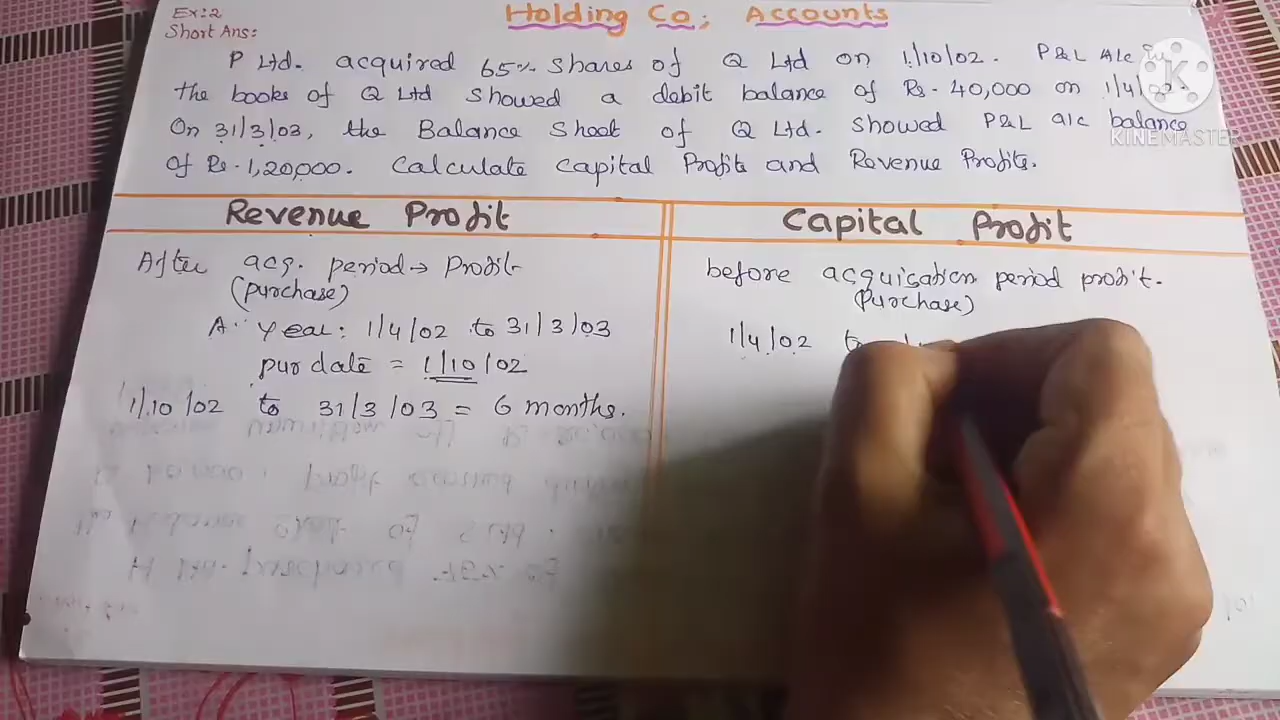 Ex:2
Short Ans:
Holding Co; Accounts
P Ltd. acquired 65% shares of Q Ltd on 1/10/02. P&L A/c in
the books of Q Ltd showed a debit balance of Rs. 40,000 on 1/4/02.
On 31/3/03, the Balance Sheet of Q Ltd. showed P&L a/c balance
of Rs. 1,20,000. Calculate Capital Profits and Revenue Profits.
K
KINEMASTER
Revenue Profit
After acq. period → Profit
(purchase)
A. year: 1/4/02 to 31/3/03
pur date = 1/10/02
1/10/02 to 31/3/03 = 6 months.
Capital Profit
before acquisation period profit.
(purchase)
1/4/02 to